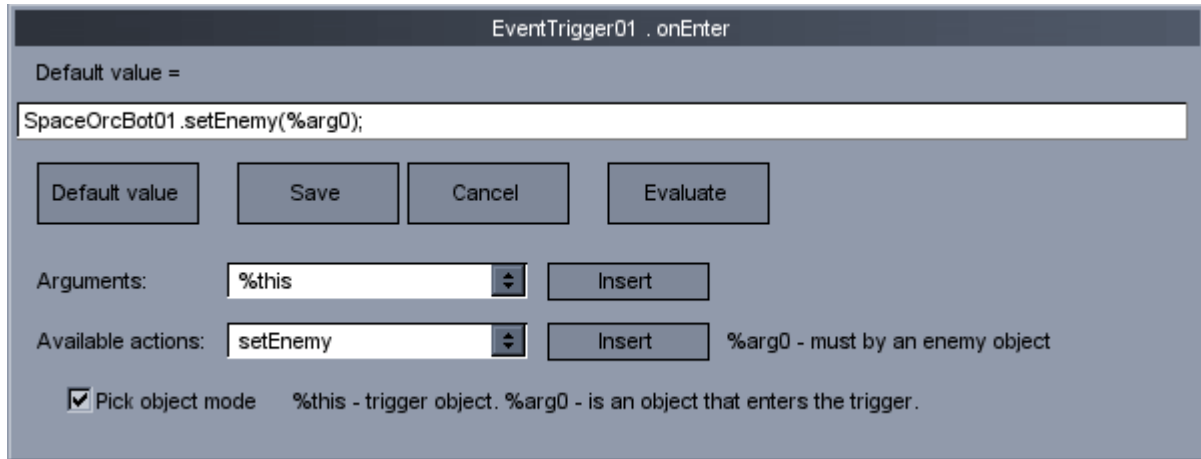 EventTrigger01 . onEnter
Default value =
SpaceOrcBot01.setEnemy(%arg0);
Default value Save Cancel Evaluate
Arguments: %this Insert
Available actions: setEnemy Insert %arg0 - must by an enemy object
Pick object mode %this - trigger object. %arg0 - is an object that enters the trigger.